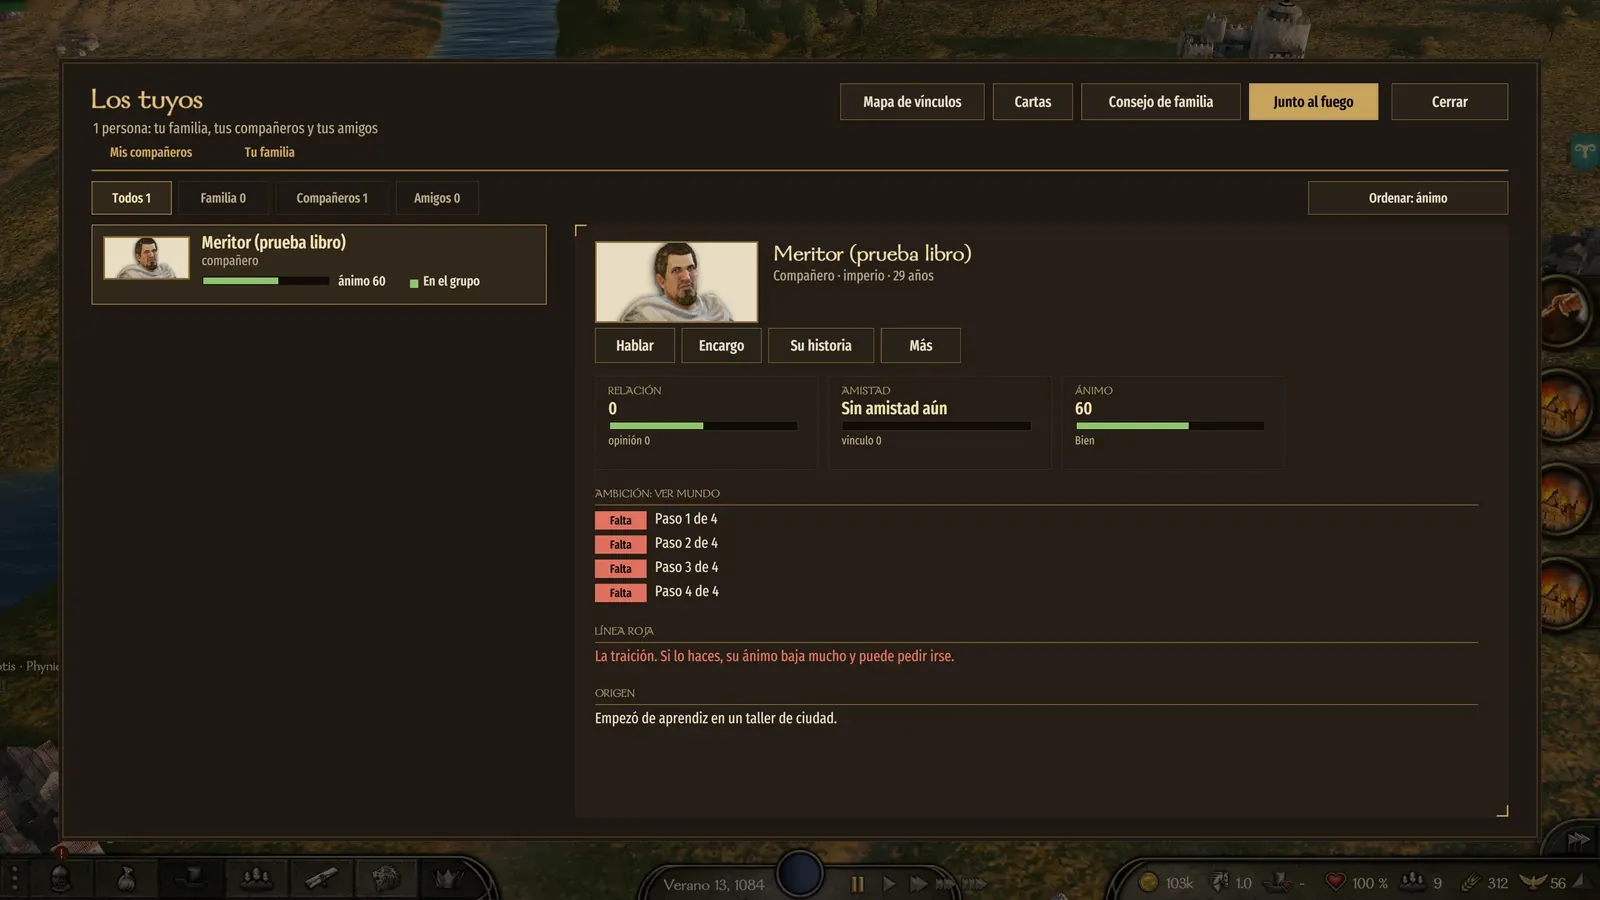 Los tuyos
1 persona: tu familia, tus compañeros y tus amigos
Mis compañeros Tu familia
Mapa de vínculos Cartas Consejo de familia Junto al fuego Cerrar
Todos 1 Familia 0 Compañeros 1 Amigos 0 Ordenar: ánimo
Meritor (prueba libro)
compañero
ánimo 60 En el grupo
Meritor (prueba libro)
Compañero · imperio · 29 años
Hablar Encargo Su historia Más
RELACIÓN
0
opinión 0
AMISTAD
Sin amistad aún
vínculo 0
ÁNIMO
60
Bien
AMBICIÓN: VER MUNDO
Falta Paso 1 de 4
Falta Paso 2 de 4
Falta Paso 3 de 4
Falta Paso 4 de 4
LÍNEA ROJA
La traición. Si lo haces, su ánimo baja mucho y puede pedir irse.
ORIGEN
Empezó de aprendiz en un taller de ciudad.
Verano 13, 1084
103k 1.0 - 100 % 9 312 56